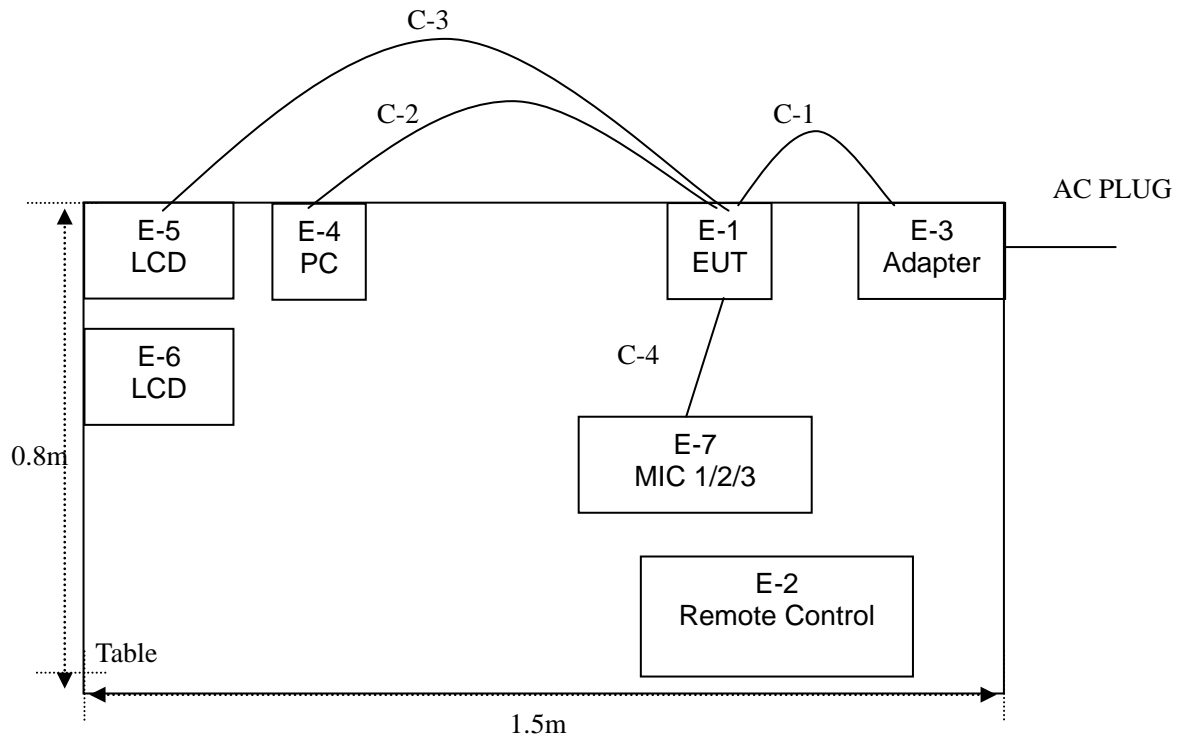 C-3
C-2
C-1
AC PLUG
E-5
LCD
E-4
PC
E-1
EUT
E-3
Adapter
E-6
LCD
C-4
0.8m
E-7
MIC 1/2/3
E-2
Remote Control
Table
1.5m